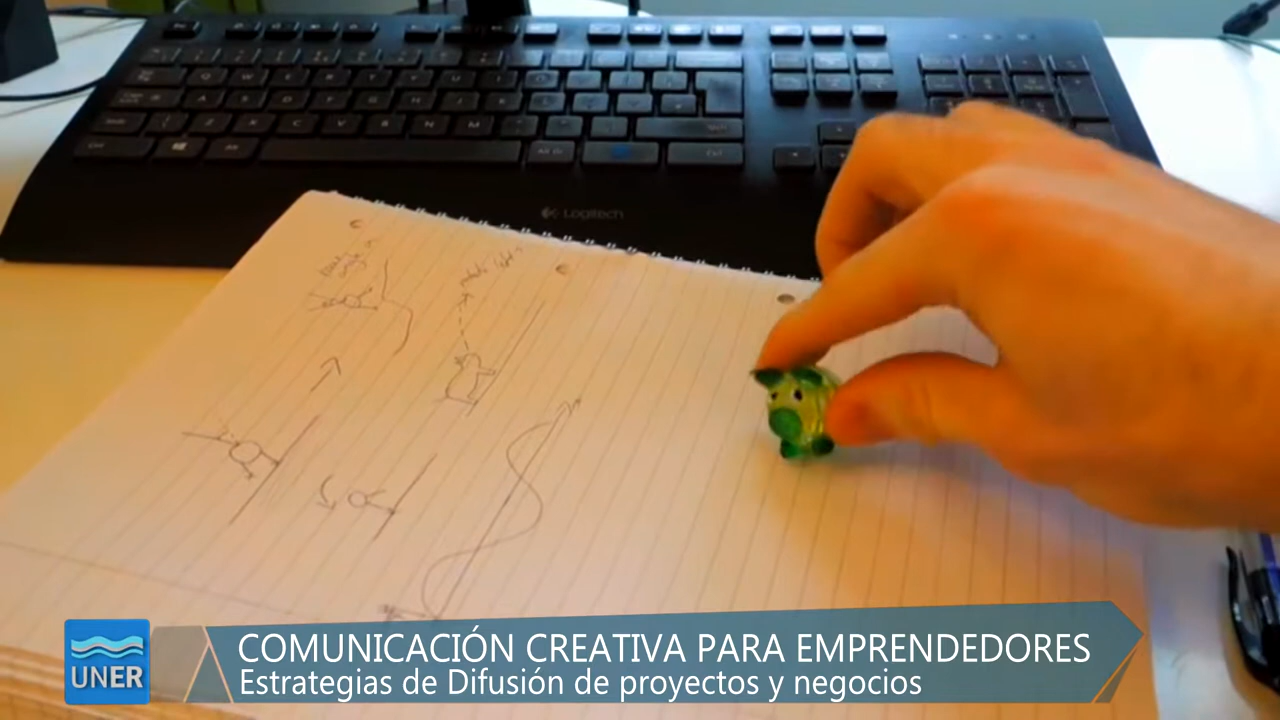 Logitech
COMUNICACIÓN CREATIVA PARA EMPRENDEDORES
Estrategias de Difusión de proyectos y negocios
UNER